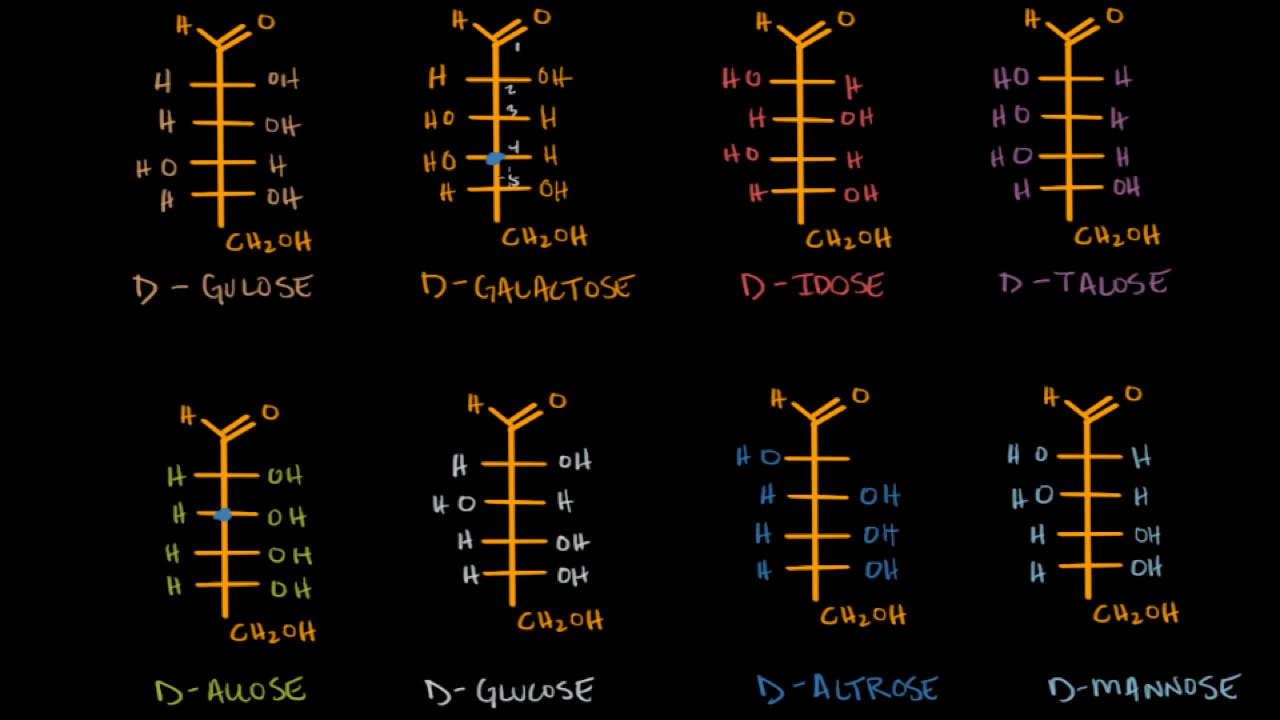 H O
H OH
H OH
HO H
H OH
CH2OH
D-GULOSE
H O
1
H OH
2
3
HO H
4
HO H
5
H OH
CH2OH
D-GALACTOSE
H O
HO H
H OH
HO H
H OH
CH2OH
D-IDOSE
H O
HO H
HO H
HO H
H OH
CH2OH
D-TALOSE
H O
H OH
H OH
H OH
H OH
CH2OH
D-ALLOSE
H O
H OH
HO H
H OH
H OH
CH2OH
D-GLUCOSE
H O
HO
H OH
H OH
H OH
CH2OH
D-ALTROSE
H O
HO H
HO H
H OH
H OH
CH2OH
D-MANNOSE